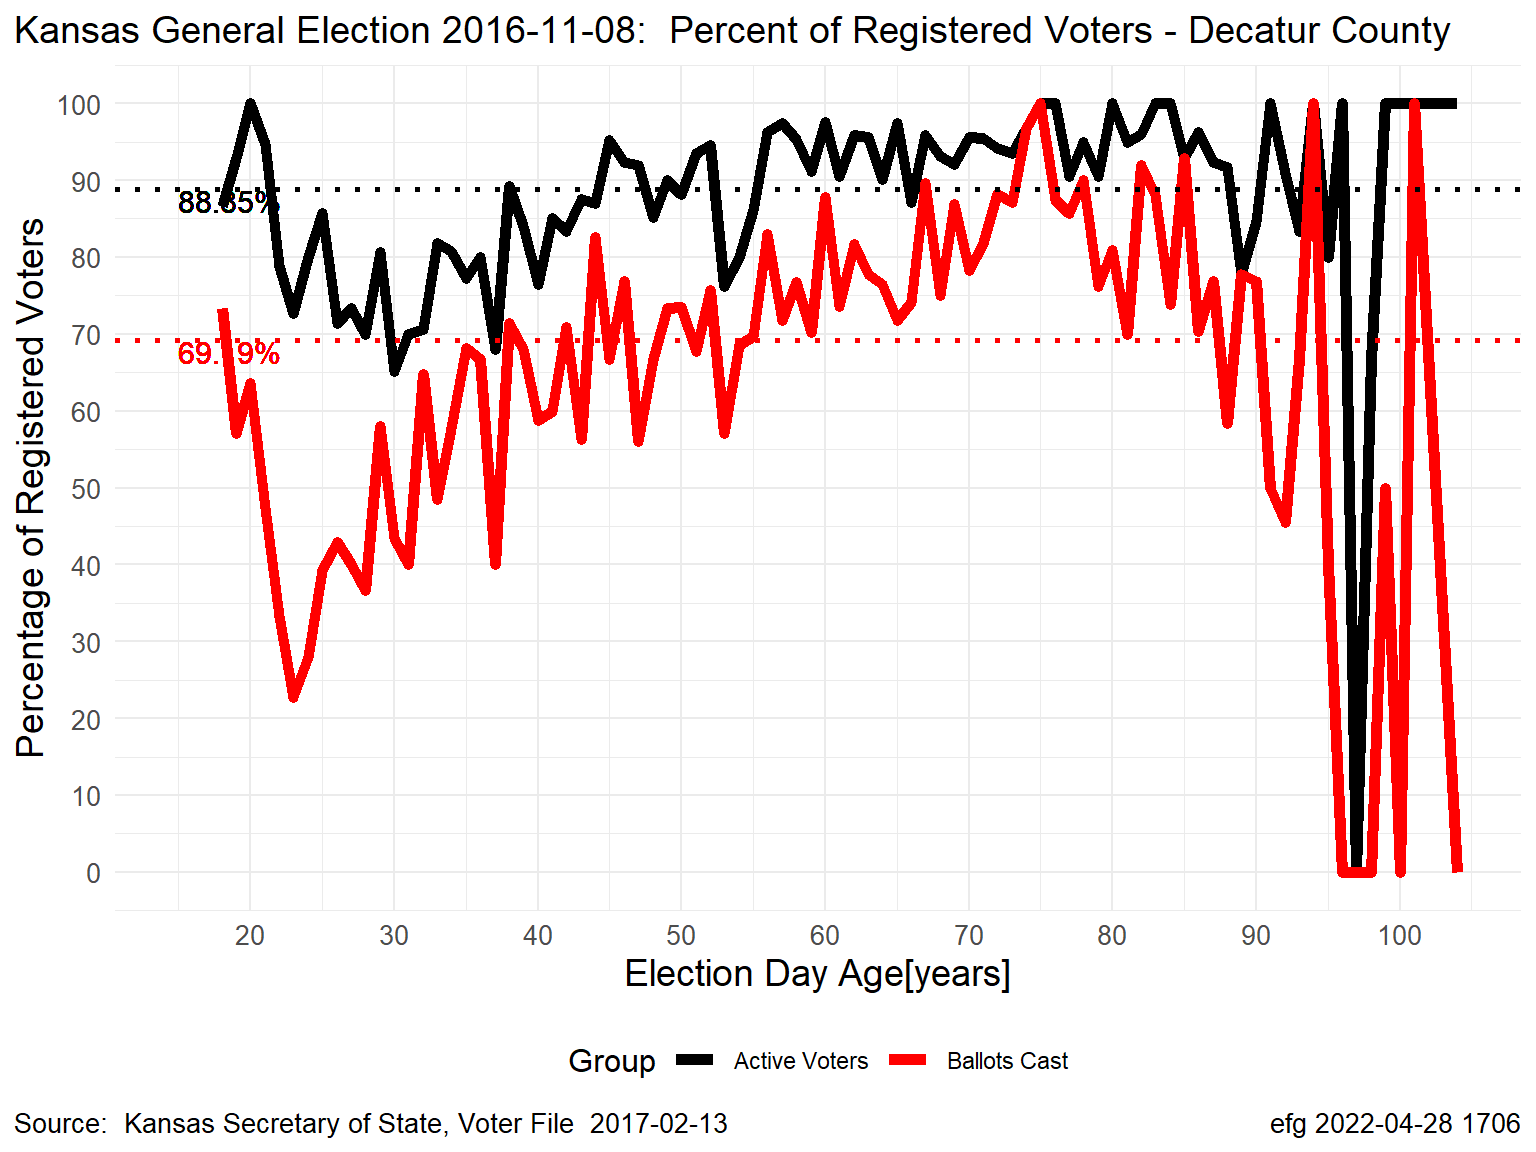 Kansas General Election 2016-11-08:  Percent of Registered Voters - Decatur County
Percentage of Registered Voters
100
90
80
70
60
50
40
30
20
10
0
88.85%
20 30 40 50 60 70 80 90 100
Election Day Age[years]
Group Active Voters Ballots Cast
Source:  Kansas Secretary of State, Voter File  2017-02-13
efg 2022-04-28 1706